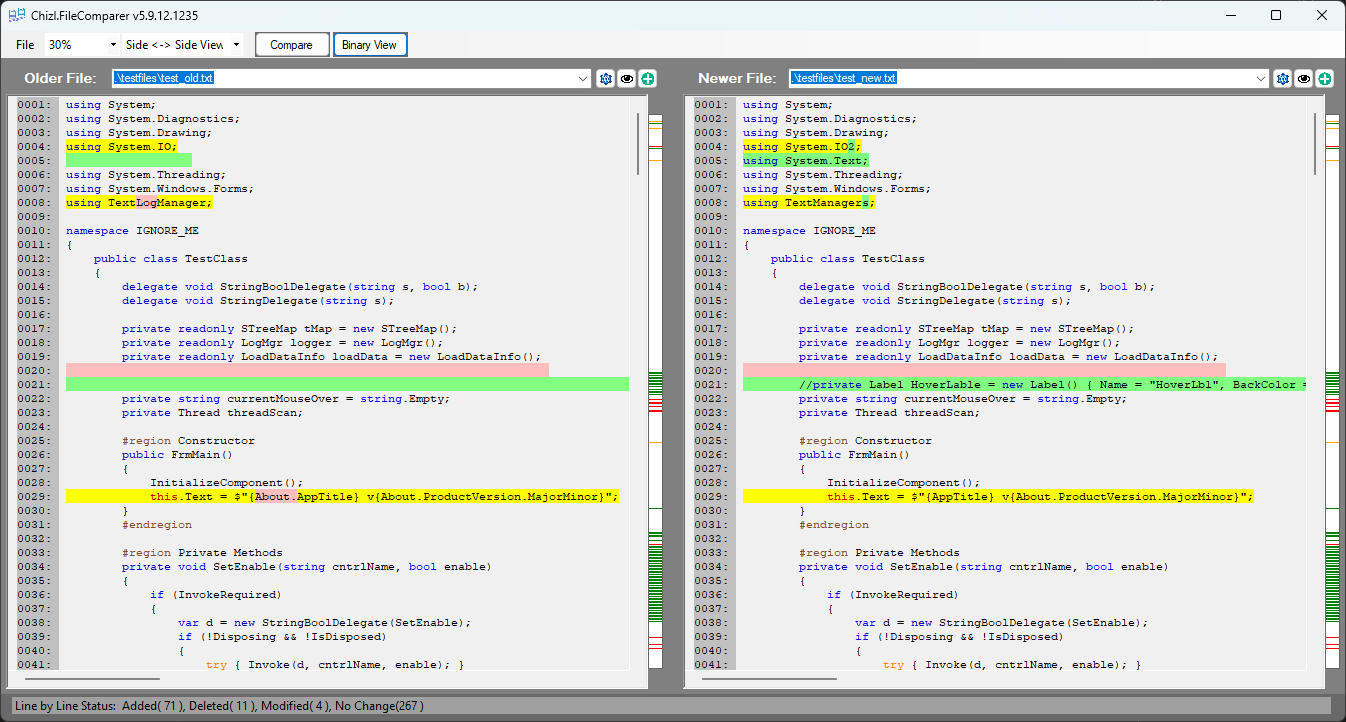 Chizl.FileComparer v5.9.12.1235
File 30% Side <-> Side View Compare Binary View
Older File: .\testfiles\test_old.txt
0001: using System;
0002: using System.Diagnostics;
0003: using System.Drawing;
0004: using System.IO;
0005:
0006: using System.Threading;
0007: using System.Windows.Forms;
0008: using TextLogManager;
0009:
0010: namespace IGNORE_ME
0011: {
0012:     public class TestClass
0013:     {
0014:         delegate void StringBoolDelegate(string s, bool b);
0015:         delegate void StringDelegate(string s);
0016:
0017:         private readonly STreeMap tMap = new STreeMap();
0018:         private readonly LogMgr logger = new LogMgr();
0019:         private readonly LoadDataInfo loadData = new LoadDataInfo();
0020:
0021:
0022:         private string currentMouseOver = string.Empty;
0023:         private Thread threadScan;
0024:
0025:         #region Constructor
0026:         public FrmMain()
0027:         {
0028:             InitializeComponent();
0029:             this.Text = $"{About.AppTitle} v{About.ProductVersion.MajorMinor}";
0030:         }
0031:         #endregion
0032:
0033:         #region Private Methods
0034:         private void SetEnable(string cntrlName, bool enable)
0035:         {
0036:             if (InvokeRequired)
0037:             {
0038:                 var d = new StringBoolDelegate(SetEnable);
0039:                 if (!Disposing && !IsDisposed)
0040:                 {
0041:                     try { Invoke(d, cntrlName, enable); }
Newer File: .\testfiles\test_new.txt
0001: using System;
0002: using System.Diagnostics;
0003: using System.Drawing;
0004: using System.IO2;
0005: using System.Text;
0006: using System.Threading;
0007: using System.Windows.Forms;
0008: using TextManagers;
0009:
0010: namespace IGNORE_ME
0011: {
0012:     public class TestClass
0013:     {
0014:         delegate void StringBoolDelegate(string s, bool b);
0015:         delegate void StringDelegate(string s);
0016:
0017:         private readonly STreeMap tMap = new STreeMap();
0018:         private readonly LogMgr logger = new LogMgr();
0019:         private readonly LoadDataInfo loadData = new LoadDataInfo();
0020:
0021:         //private Label HoverLable = new Label() { Name = "HoverLbl", BackColor =
0022:         private string currentMouseOver = string.Empty;
0023:         private Thread threadScan;
0024:
0025:         #region Constructor
0026:         public FrmMain()
0027:         {
0028:             InitializeComponent();
0029:             this.Text = $"{AppTitle} v{About.ProductVersion.MajorMinor}";
0030:         }
0031:         #endregion
0032:
0033:         #region Private Methods
0034:         private void SetEnable(string cntrlName, bool enable)
0035:         {
0036:             if (InvokeRequired)
0037:             {
0038:                 var d = new StringBoolDelegate(SetEnable);
0039:                 if (!Disposing && !IsDisposed)
0040:                 {
0041:                     try { Invoke(d, cntrlName, enable); }
Line by Line Status: Added( 71 ), Deleted( 11 ), Modified( 4 ), No Change(267 )